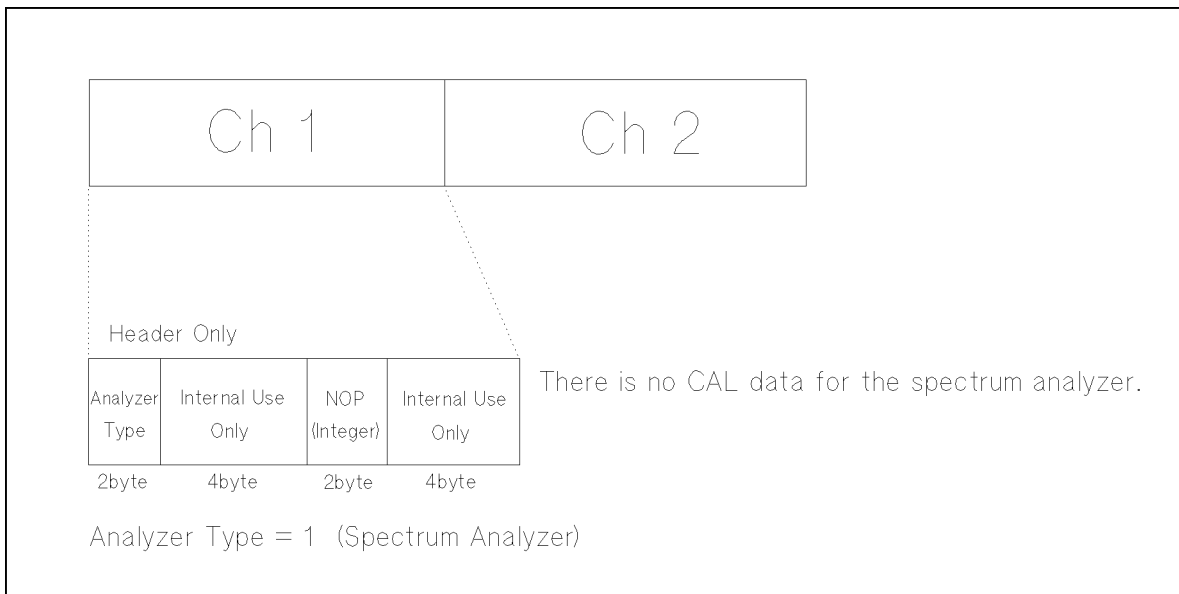 Ch 1 Ch 2
Header Only
Analyzer Type
Internal Use Only
NOP (Integer)
Internal Use Only
There is no CAL data for the spectrum analyzer.
2byte 4byte 2byte 4byte
Analyzer Type = 1 (Spectrum Analyzer)